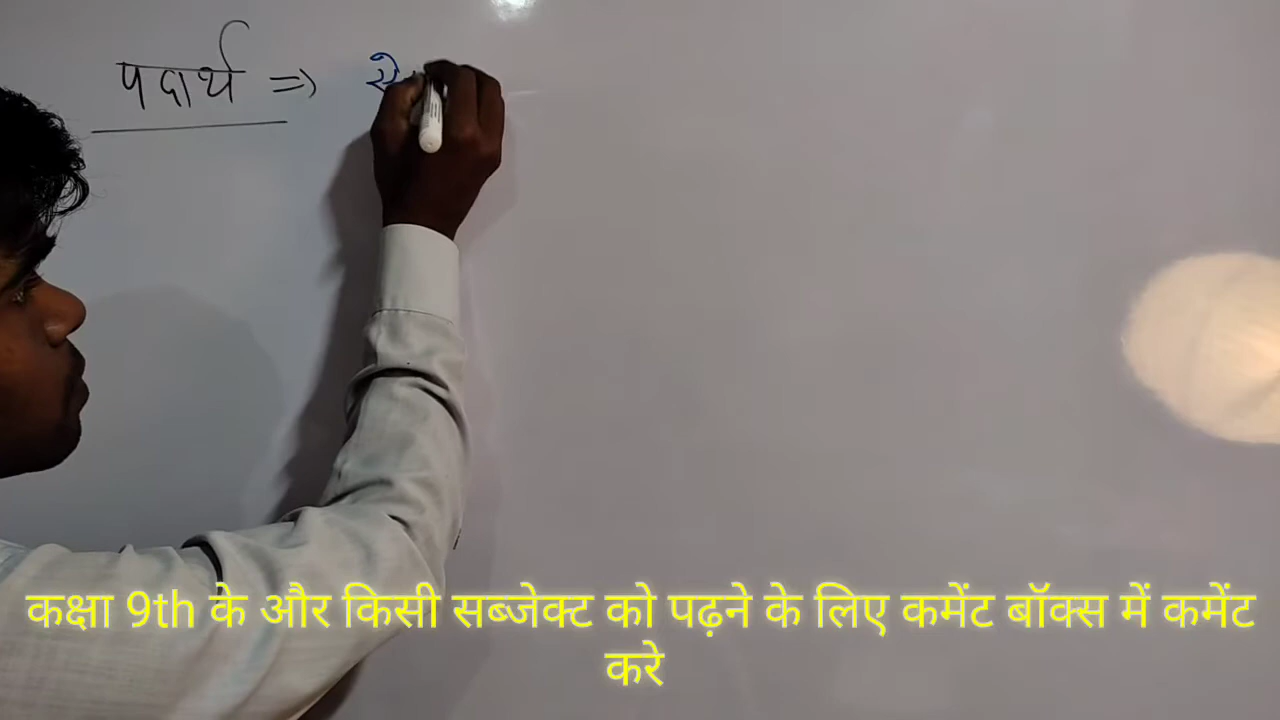 पदार्थ =>
कक्षा 9th के और किसी सब्जेक्ट को पढ़ने के लिए कमेंट बॉक्स में कमेंट
करे